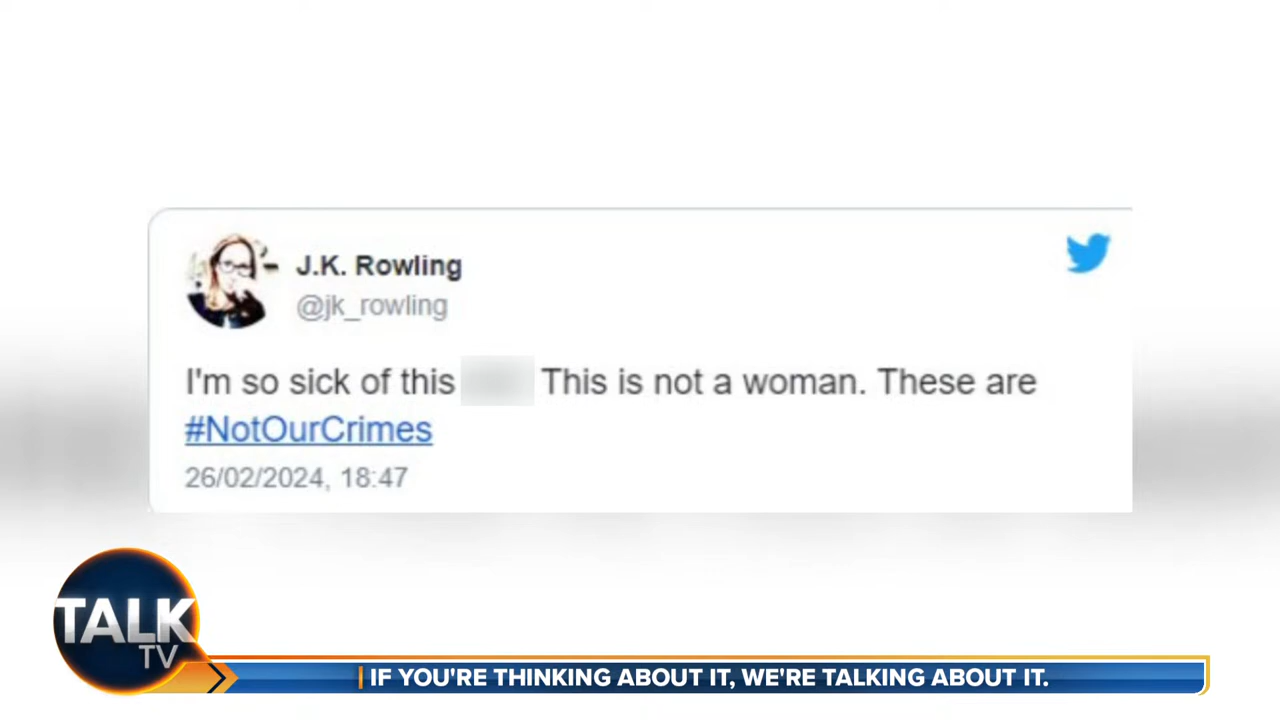 J.K. Rowling
@jk_rowling
I'm so sick of this This is not a woman. These are
#NotOurCrimes
26/02/2024, 18:47
TALK
TV
IF YOU'RE THINKING ABOUT IT, WE'RE TALKING ABOUT IT.